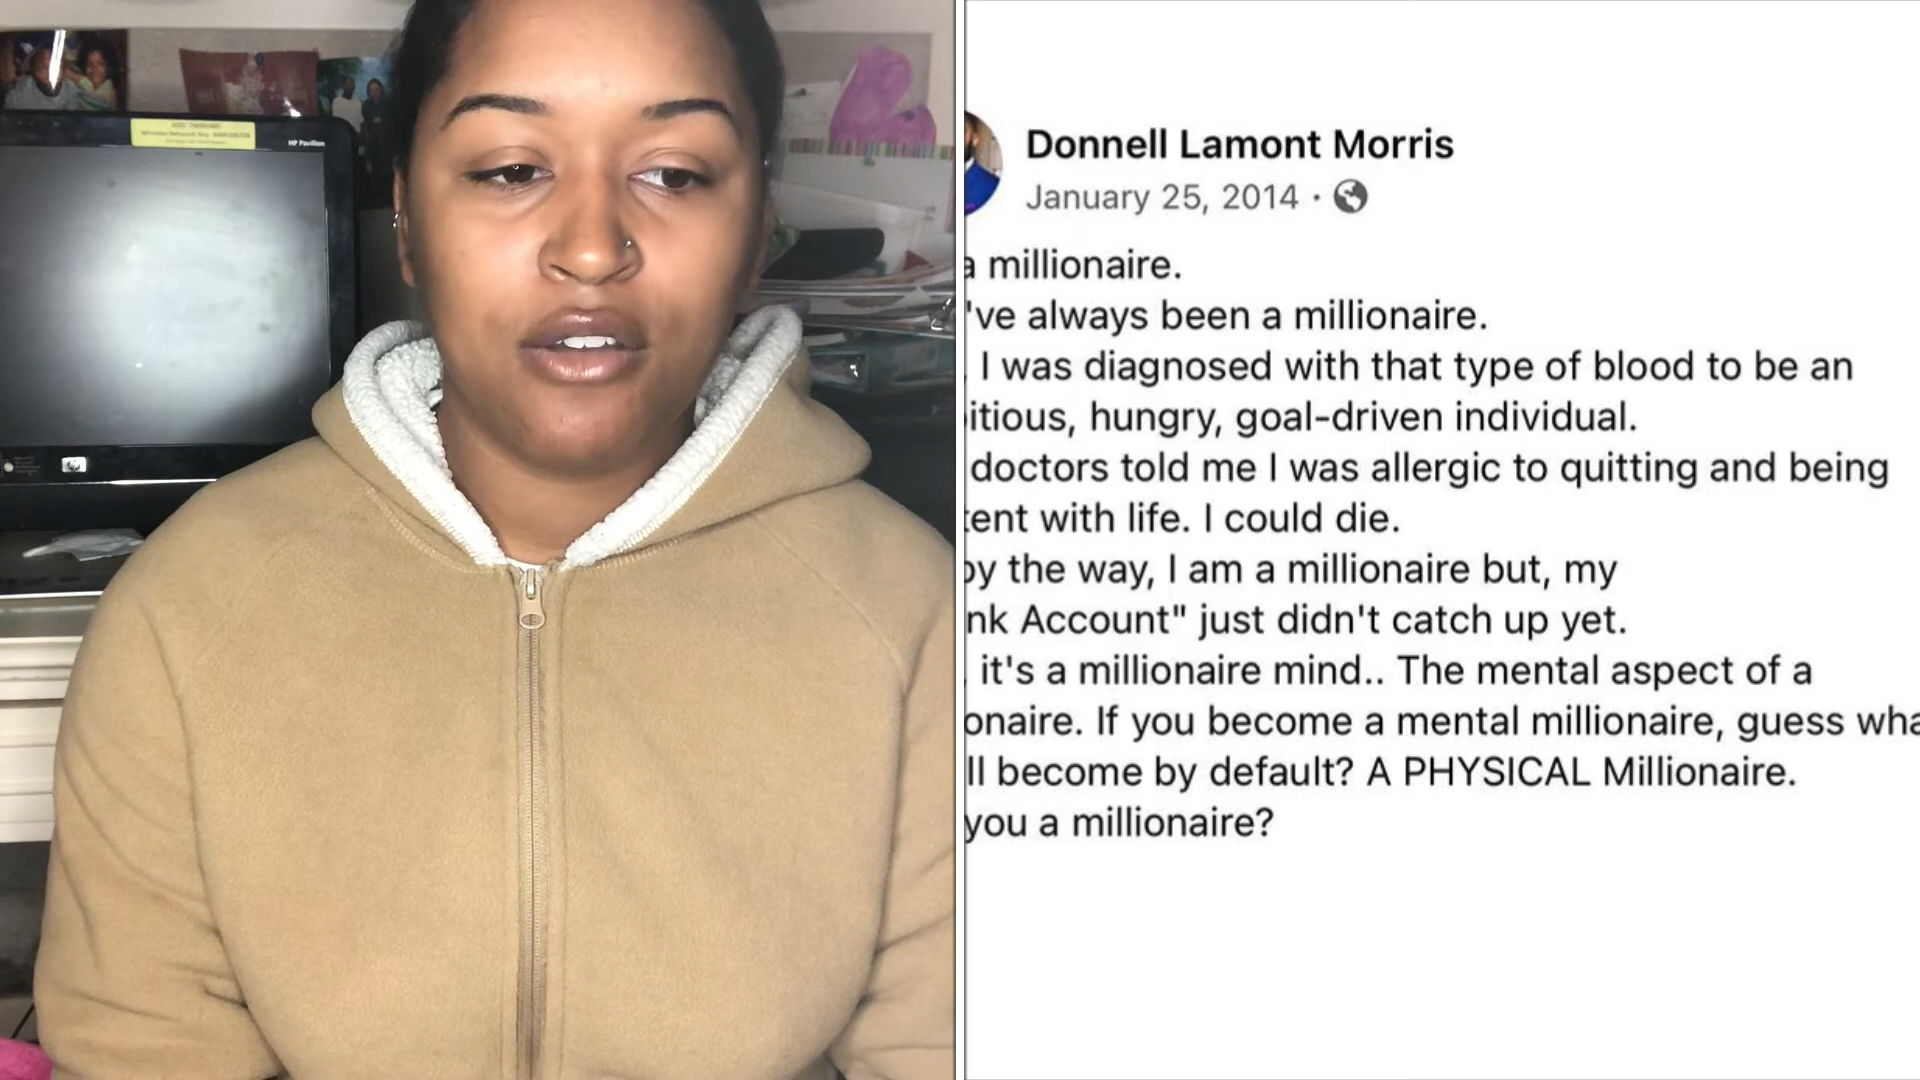 HP Pavilion
Donnell Lamont Morris
January 25, 2014
a millionaire.
've always been a millionaire.
I was diagnosed with that type of blood to be an
itious, hungry, goal-driven individual.
doctors told me I was allergic to quitting and being
tent with life. I could die.
by the way, I am a millionaire but, my
nk Account" just didn't catch up yet.
it's a millionaire mind.. The mental aspect of a
onaire. If you become a mental millionaire, guess wha
ll become by default? A PHYSICAL Millionaire.
you a millionaire?